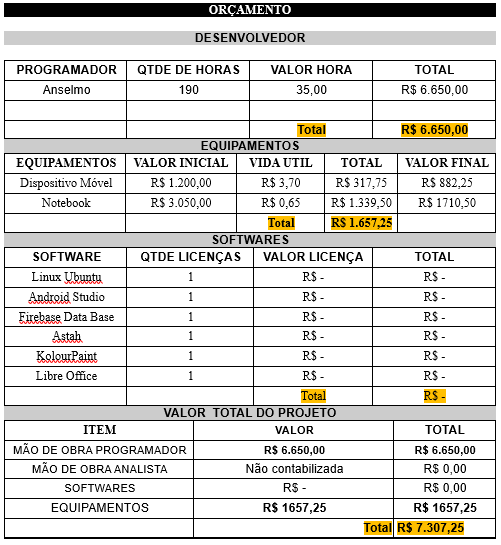 ORÇAMENTO
DESENVOLVEDOR
PROGRAMADOR QTDE DE HORAS VALOR HORA TOTAL
Anselmo 190 35,00 R$ 6.650,00
Total R$ 6.650,00
EQUIPAMENTOS
EQUIPAMENTOS VALOR INICIAL VIDA UTIL TOTAL VALOR FINAL
Dispositivo Móvel R$ 1.200,00 R$ 3,70 R$ 317,75 R$ 882,25
Notebook R$ 3.050,00 R$ 0,65 R$ 1.339,50 R$ 1710,50
Total R$ 1.657,25
SOFTWARES
SOFTWARE QTDE LICENÇAS VALOR LICENÇA TOTAL
Linux Ubuntu 1 R$ - R$ -
Android Studio 1 R$ - R$ -
Firebase Data Base 1 R$ - R$ -
Astah 1 R$ - R$ -
KolourPaint 1 R$ - R$ -
Libre Office 1 R$ - R$ -
Total R$ -
VALOR TOTAL DO PROJETO
ITEM VALOR TOTAL
MÃO DE OBRA PROGRAMADOR R$ 6.650,00 R$ 6.650,00
MÃO DE OBRA ANALISTA Não contabilizada R$ 0,00
SOFTWARES R$ - R$ 0,00
EQUIPAMENTOS R$ 1657,25 R$ 1657,25
Total R$ 7.307,25